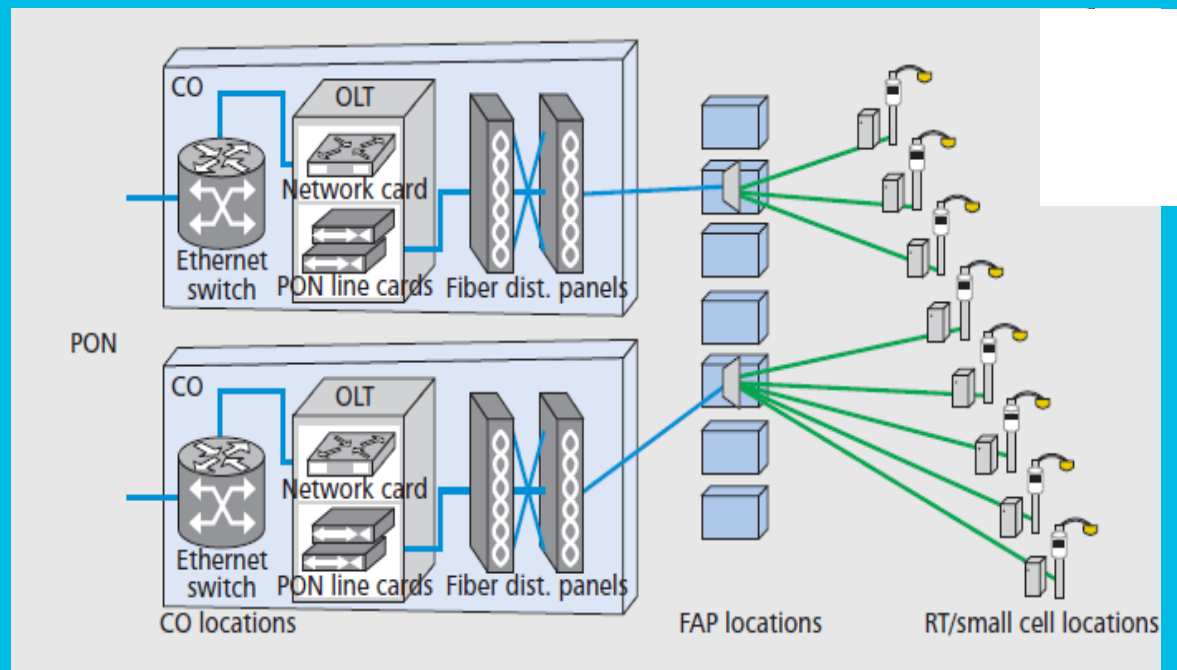 CO
OLT
Network card
Ethernet
switch
PON line cards
Fiber dist. panels
PON
CO
OLT
Network card
Ethernet
switch
PON line cards
Fiber dist. panels
CO locations
FAP locations
RT/small cell locations